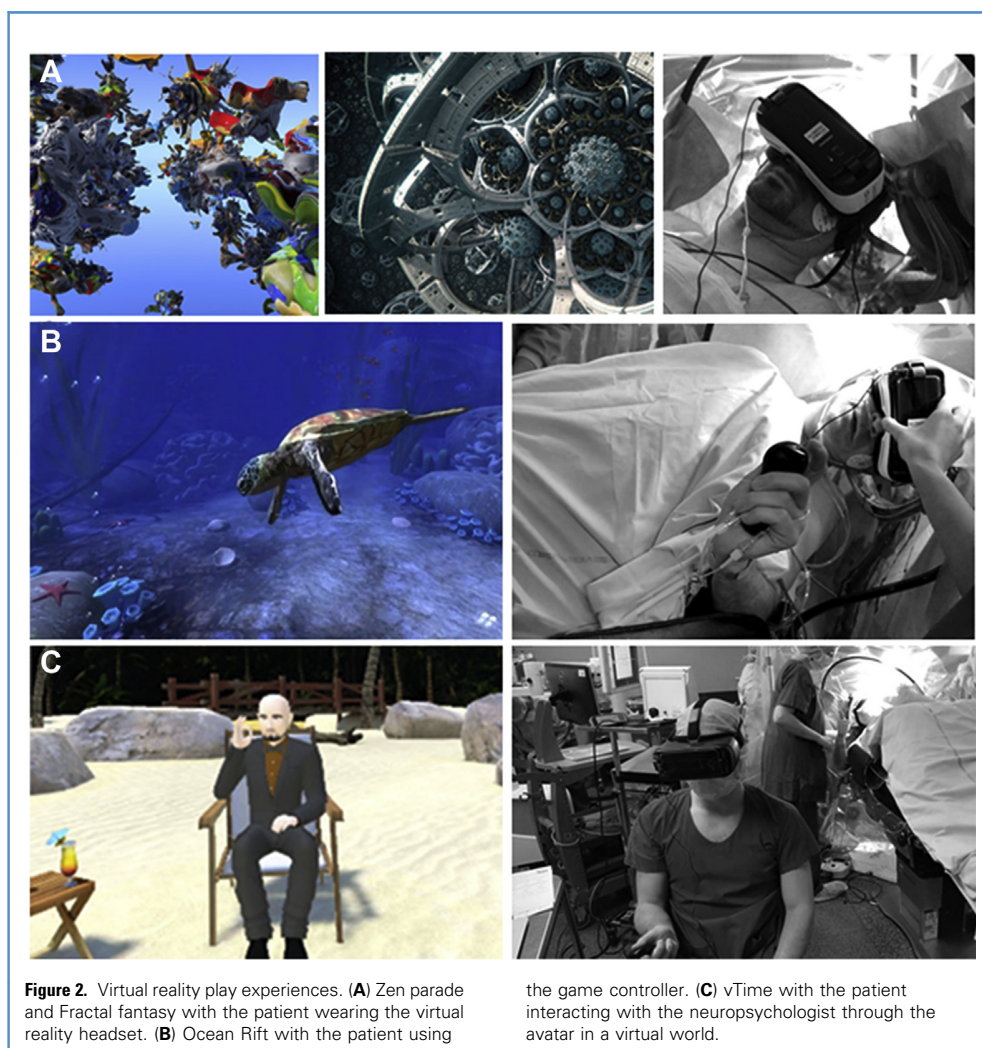 A
B
C
Figure 2. Virtual reality play experiences. (A) Zen parade
and Fractal fantasy with the patient wearing the virtual
reality headset. (B) Ocean Rift with the patient using
the game controller. (C) vTime with the patient
interacting with the neuropsychologist through the
avatar in a virtual world.